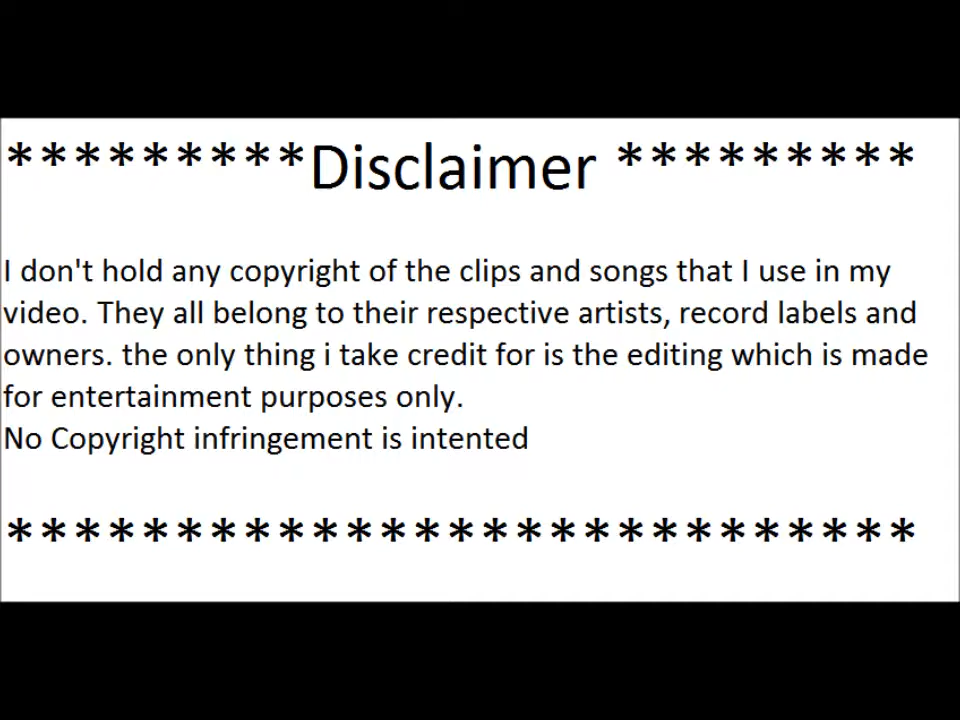 *********Disclaimer *********
I don't hold any copyright of the clips and songs that I use in my
video. They all belong to their respective artists, record labels and
owners. the only thing i take credit for is the editing which is made
for entertainment purposes only.
No Copyright infringement is intented
***************************